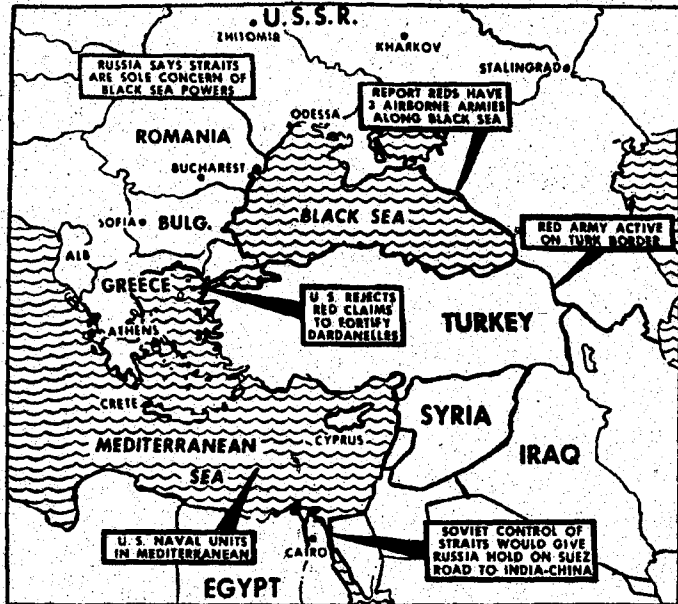 U.S.S.R.
ZHITOMIR
KHARKOV
STALINGRAD
RUSSIA SAYS STRAITS
ARE SOLE CONCERN OF
BLACK SEA POWERS
REPORT REDS HAVE
3 AIRBORNE ARMIES
ALONG BLACK SEA
ODESSA
ROMANIA
BUCHAREST
BLACK SEA
SOFIA
BULG.
RED ARMY ACTIVE
ON TURK BORDER
ALB
GREECE
U.S. REJECTS
RED CLAIMS
TO FORTIFY
DARDANELLES
TURKEY
ATHENS
CRETE
CYPRUS
SYRIA
MEDITERRANEAN
SEA
IRAQ
U.S. NAVAL UNITS
IN MEDITERRANEAN
CAIRO
SOVIET CONTROL OF
STRAITS WOULD GIVE
RUSSIA HOLD ON SUEZ
ROAD TO INDIA-CHINA
EGYPT